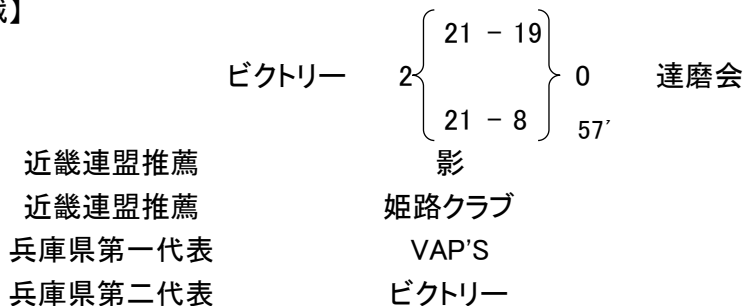 戦】
21 - 19
ビクトリー 2 0 達磨会
21 - 8 57'
近畿連盟推薦 影
近畿連盟推薦 姫路クラブ
兵庫県第一代表 VAP'S
兵庫県第二代表 ビクトリー